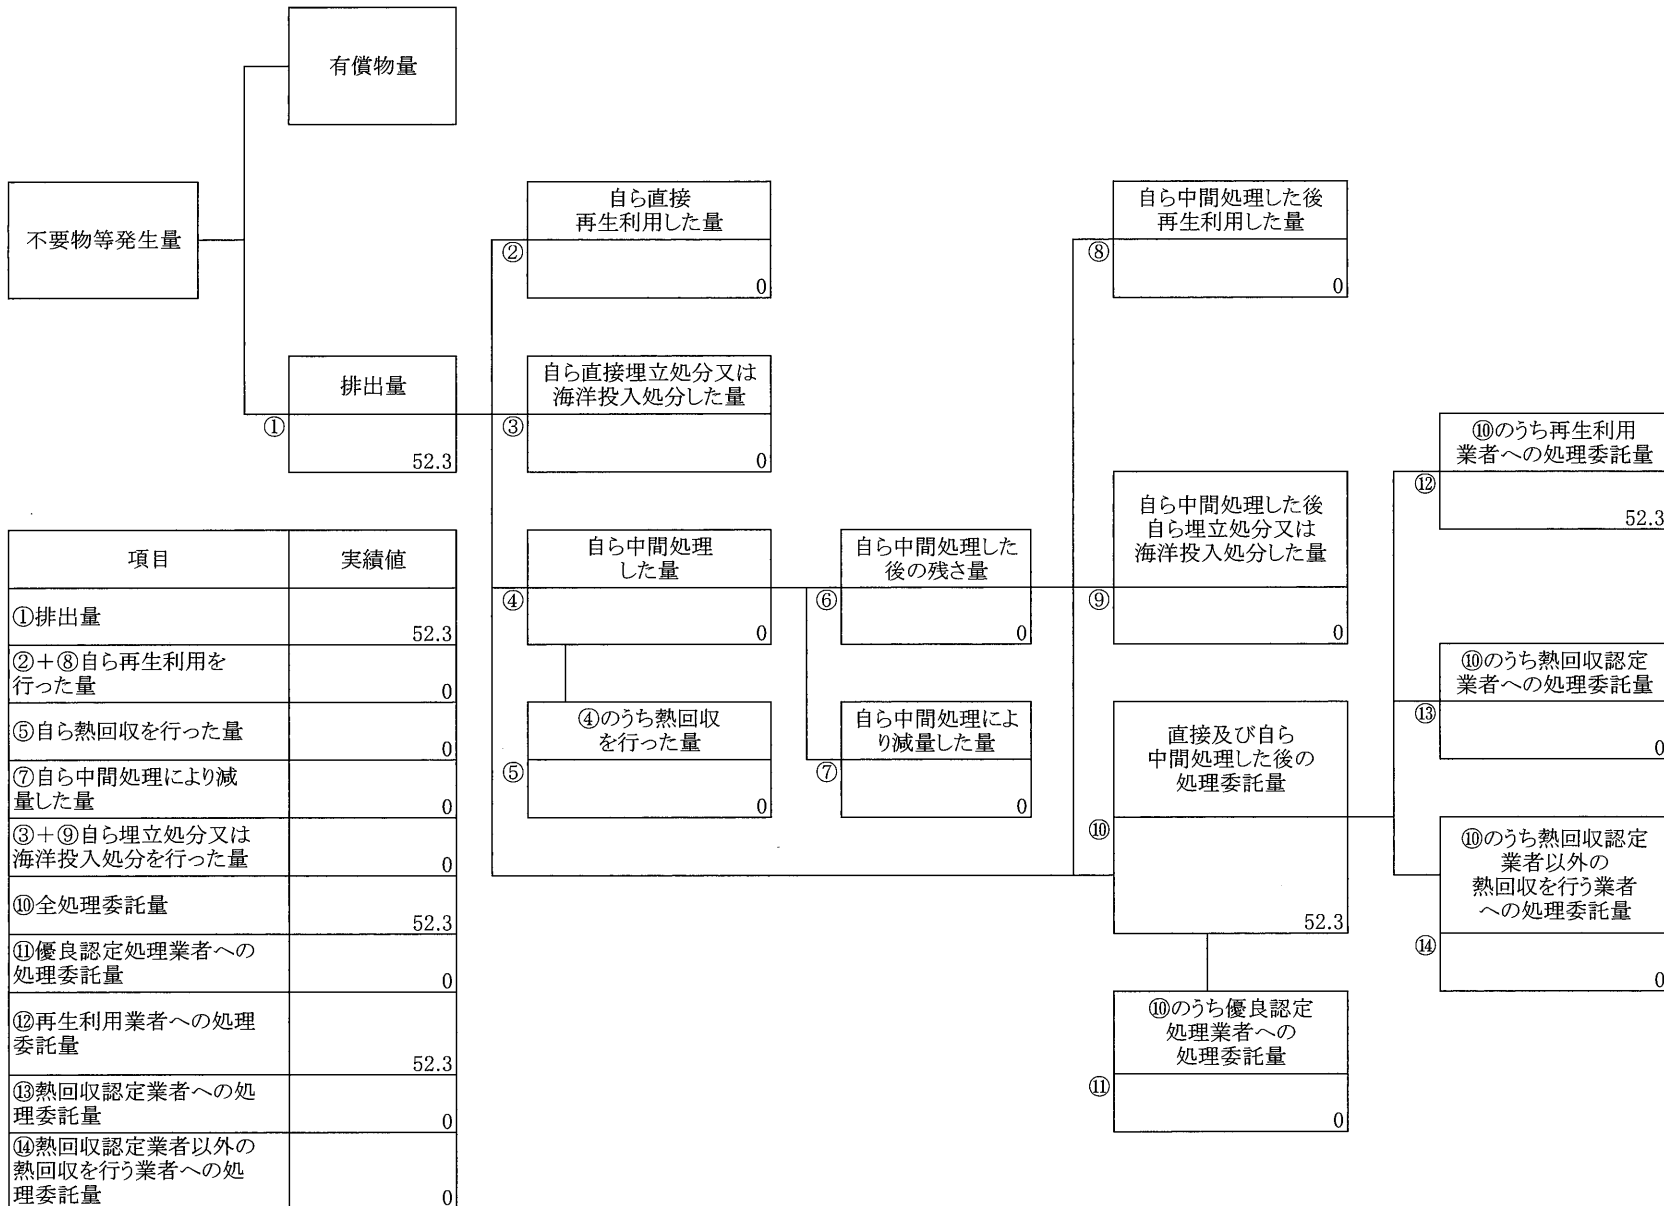 有償物量
不要物等発生量
自ら直接
再生利用した量
②
0
自ら中間処理した後
再生利用した量
⑧
0
排出量
①
52.3
自ら直接埋立処分又は
海洋投入処分した量
③
0
⑩のうち再生利用
業者への処理委託量
⑫
52.3
自ら中間処理
した量
④
0
自ら中間処理した
後の残さ量
⑥
0
自ら中間処理した後
自ら埋立処分又は
海洋投入処分した量
⑨
0
⑩のうち熱回収認定
業者への処理委託量
⑬
0
④のうち熱回収
を行った量
⑤
0
自ら中間処理によ
り減量した量
⑦
0
直接及び自ら
中間処理した後の
処理委託量
⑩
52.3
⑩のうち熱回収認定
業者以外の
熱回収を行う業者
への処理委託量
⑭
0
⑩のうち優良認定
処理業者への
処理委託量
⑪
0
項目 実績値
①排出量
52.3
②+⑧自ら再生利用を
行った量
0
⑤自ら熱回収を行った量
0
⑦自ら中間処理により減
量した量
0
③+⑨自ら埋立処分又は
海洋投入処分を行った量
0
⑩全処理委託量
52.3
⑪優良認定処理業者への
処理委託量
0
⑫再生利用業者への処理
委託量
52.3
⑬熱回収認定業者への処
理委託量
0
⑭熱回収認定業者以外の
熱回収を行う業者への処
理委託量
0